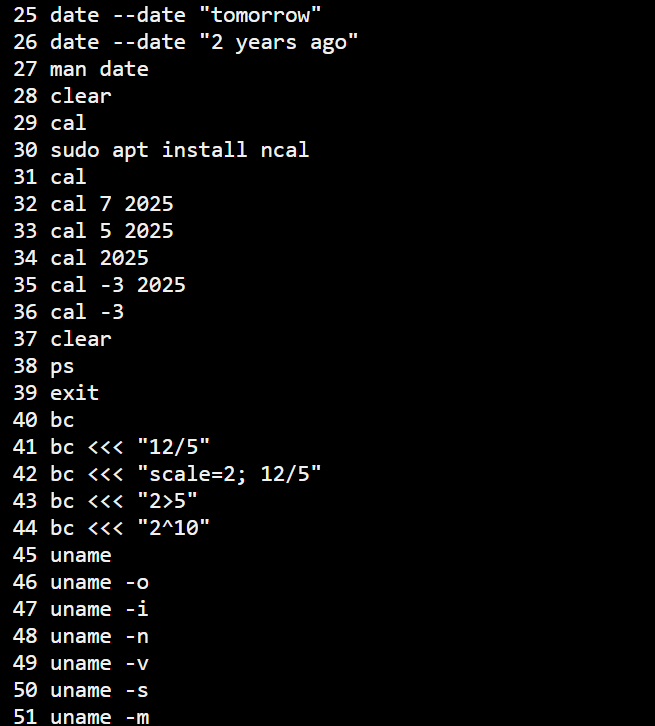 25 date --date "tomorrow"
26 date --date "2 years ago"
27 man date
28 clear
29 cal
30 sudo apt install ncal
31 cal
32 cal 7 2025
33 cal 5 2025
34 cal 2025
35 cal -3 2025
36 cal -3
37 clear
38 ps
39 exit
40 bc
41 bc <<< "12/5"
42 bc <<< "scale=2; 12/5"
43 bc <<< "2>5"
44 bc <<< "2^10"
45 uname
46 uname -o
47 uname -i
48 uname -n
49 uname -v
50 uname -s
51 uname -m